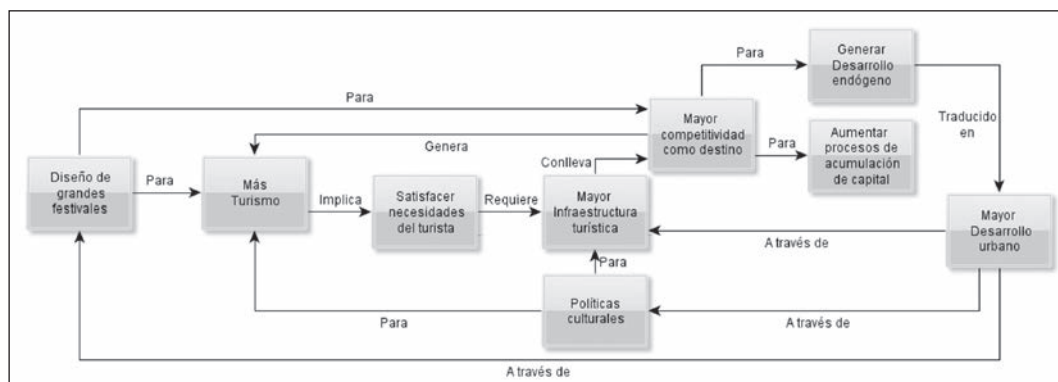 Para
Generar
Desarrollo
endógeno
Para
Mayor
competitividad
como destino
Traducido
en
Genera
Para
Aumentar
procesos de
acumulación
de capital
Conlleva
Diseño de
grandes
festivales
Para
Más
Turismo
Implica
Satisfacer
necesidades
del turista
Requiere
Mayor
Infraestructura
turística
Mayor
Desarrollo
urbano
A través de
Para
Políticas
culturales
Para
A través de
A través de